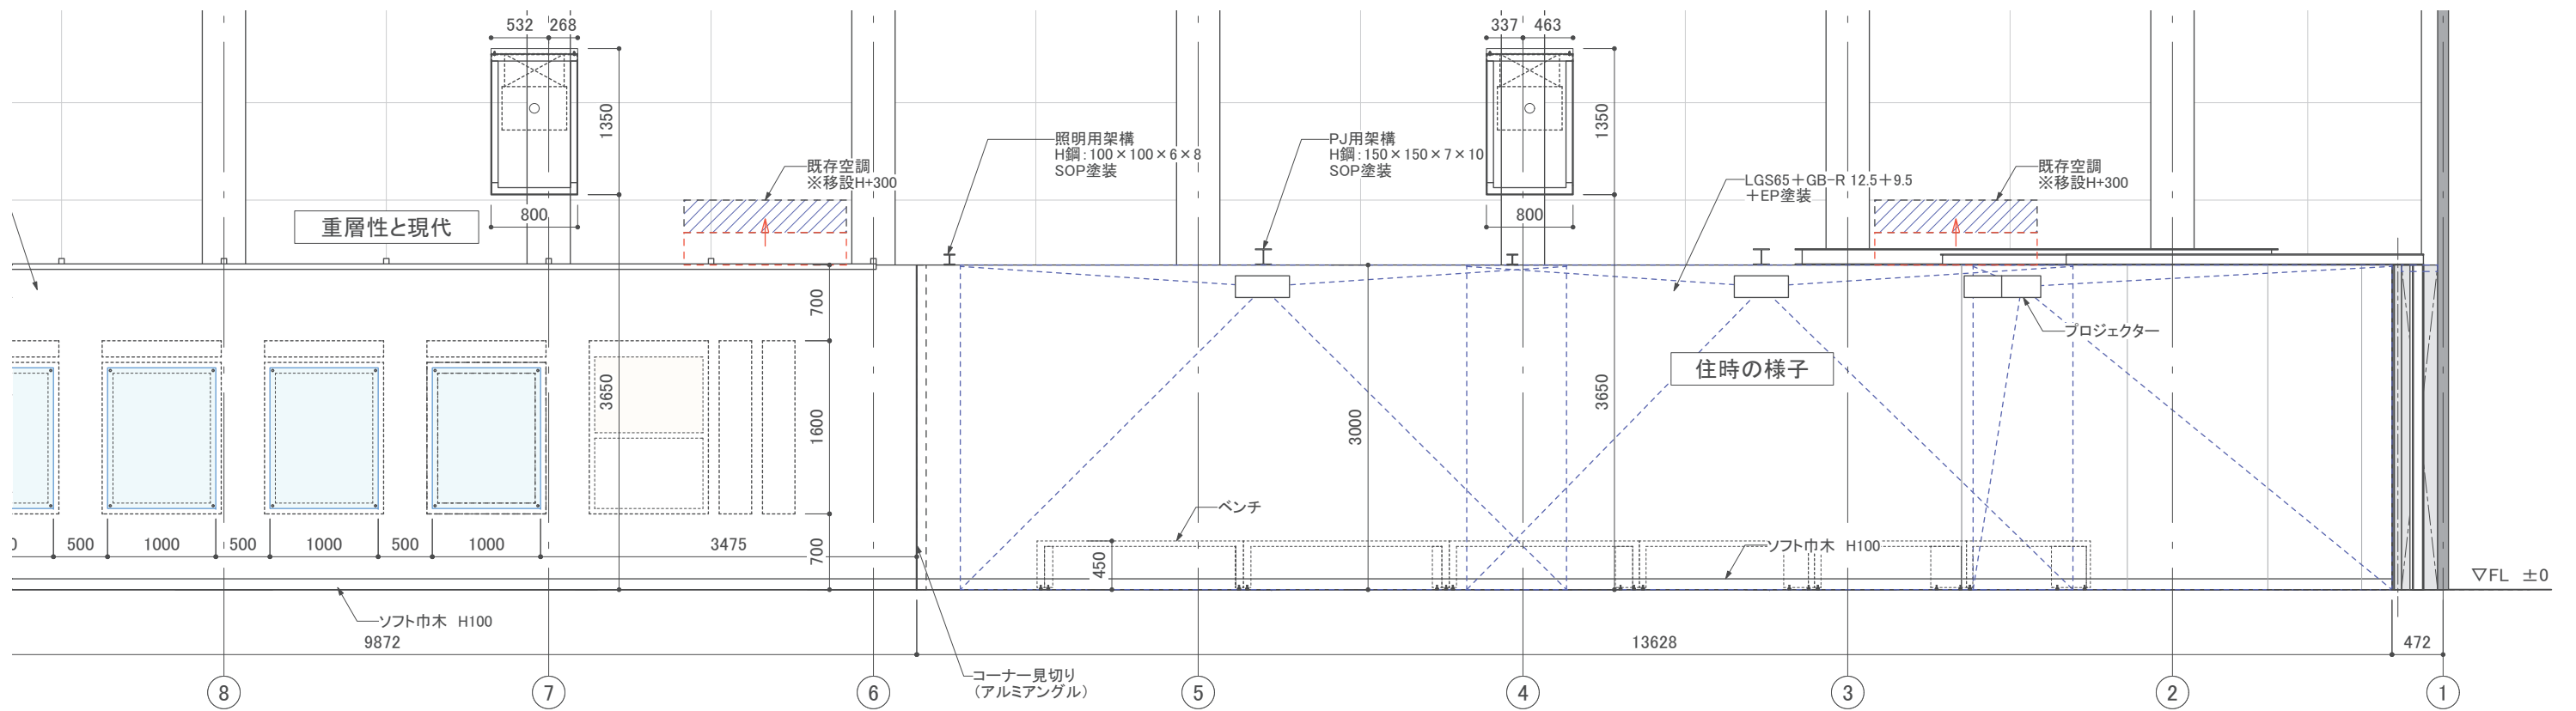 532 268
337 463
1350
1350
照明用架構
H鋼：100×100×6×8
SOP塗装
PJ用架構
H鋼：150×150×7×10
SOP塗装
既存空調
※移設H+300
既存空調
※移設H+300
LGS65＋GB-R 12.5＋9.5
＋EP塗装
800
800
重層性と現代
700
プロジェクター
住時の様子
3650
1600
3000
3650
ベンチ
500 1000 500 1000 500 1000 3475
700
450
ソフト巾木 H100
▽FL ±0
ソフト巾木 H100
9872
13628
472
コーナー見切り
（アルミアングル）
8 7 6 5 4 3 2 1